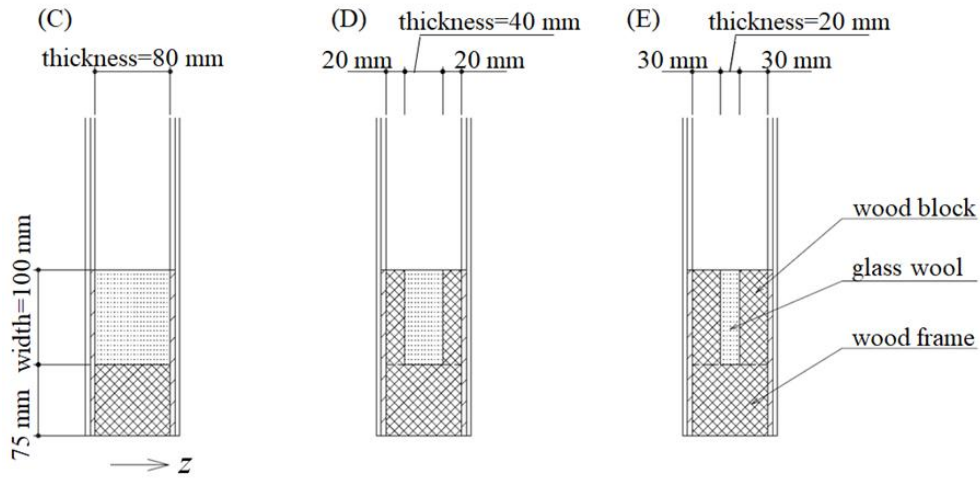 (C)
thickness=80 mm
(D)
thickness=40 mm
20 mm
20 mm
(E)
thickness=20 mm
30 mm
30 mm
width=100 mm
75 mm
z
wood block
glass wool
wood frame